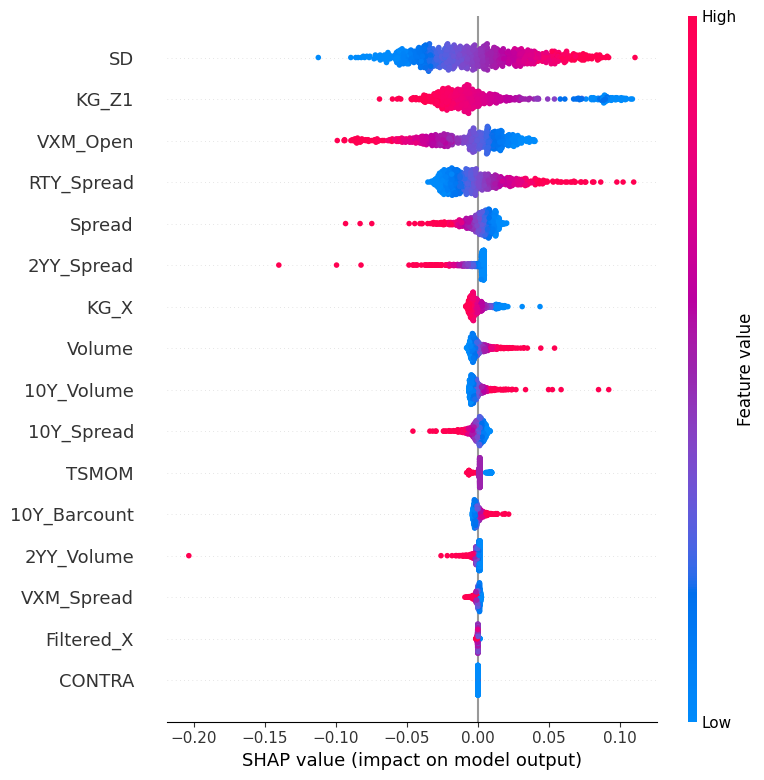 High
SD
KG_Z1
VXM_Open
RTY_Spread
Spread
2YY_Spread
KG_X
Volume
10Y_Volume
10Y_Spread
TSMOM
10Y_Barcount
2YY_Volume
VXM_Spread
Filtered_X
CONTRA
Feature value
Low
−0.20 −0.15 −0.10 −0.05 0.00 0.05 0.10
SHAP value (impact on model output)